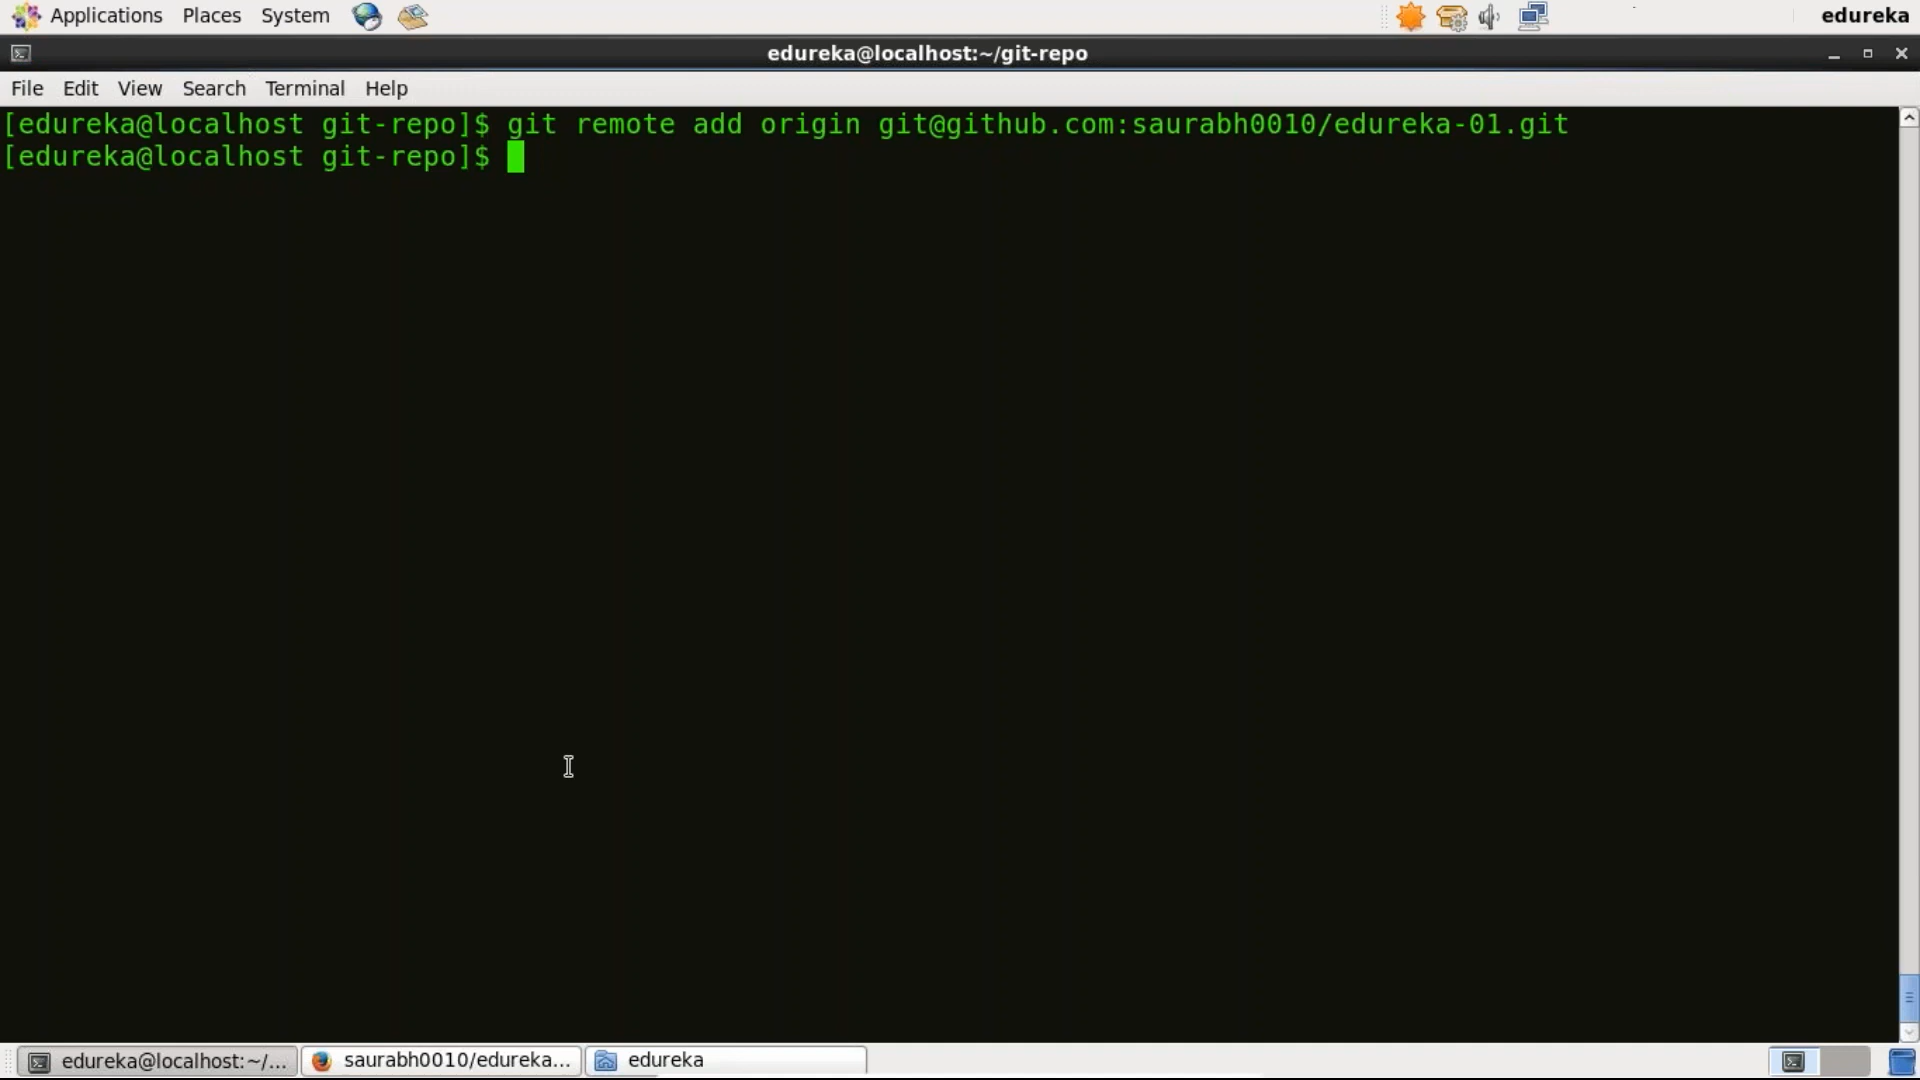 Applications Places System edureka
edureka@localhost:~/git-repo
File Edit View Search Terminal Help
[edureka@localhost git-repo]$ git remote add origin git@github.com:saurabh0010/edureka-01.git
[edureka@localhost git-repo]$
edureka@localhost:~/... saurabh0010/edureka... edureka